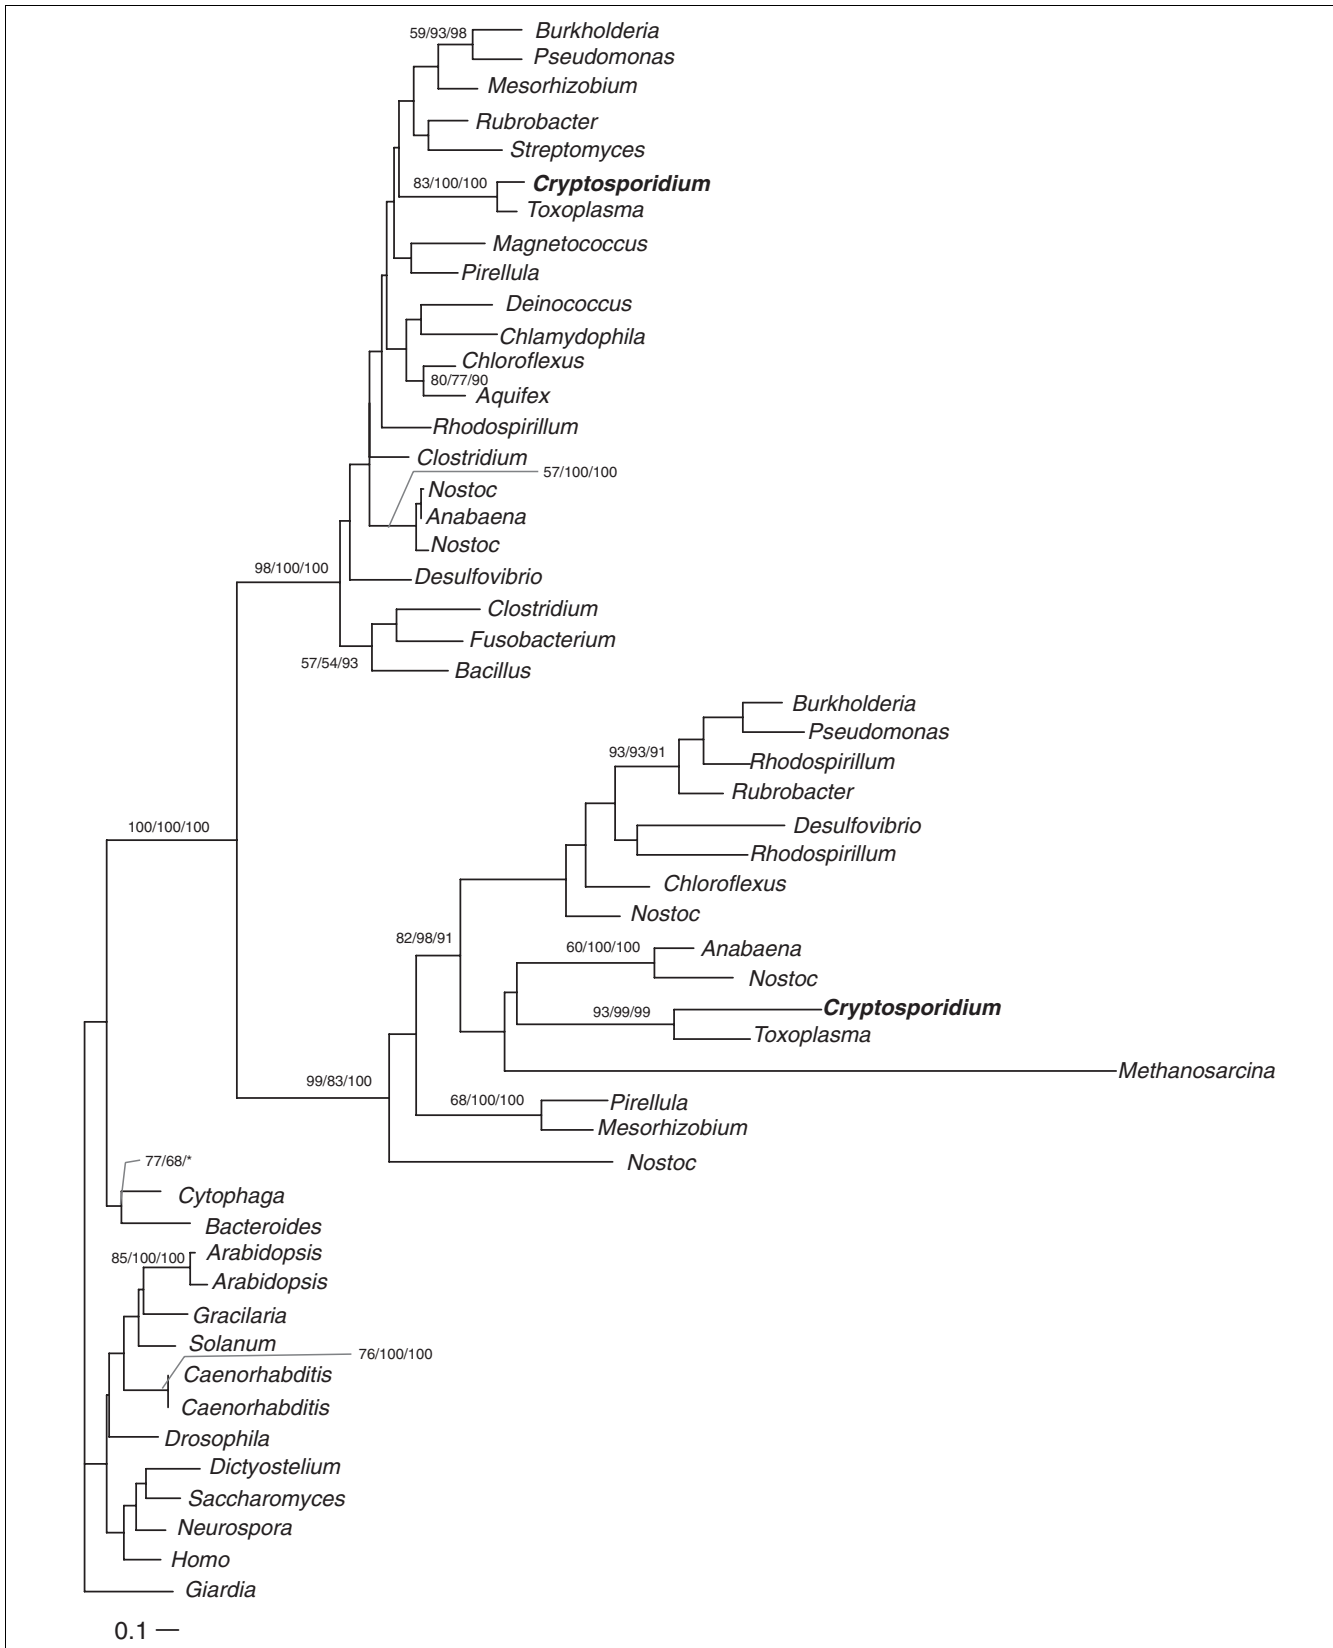 59/93/98
Burkholderia
Pseudomonas
Mesorhizobium
Rubrobacter
Streptomyces
83/100/100
Cryptosporidium
Toxoplasma
Magnetococcus
Pirellula
Deinococcus
Chlamydophila
Chloroflexus
80/77/90
Aquifex
Rhodospirillum
Clostridium
57/100/100
Nostoc
Anabaena
Nostoc
98/100/100
Desulfovibrio
Clostridium
Fusobacterium
57/54/93
Bacillus
Burkholderia
Pseudomonas
93/93/91
Rhodospirillum
Rubrobacter
100/100/100
Desulfovibrio
Rhodospirillum
Chloroflexus
Nostoc
82/98/91
60/100/100
Anabaena
Nostoc
93/99/99
Cryptosporidium
Toxoplasma
Methanosarcina
99/83/100
68/100/100
Pirellula
Mesorhizobium
77/68/*
Nostoc
Cytophaga
Bacteroides
85/100/100
Arabidopsis
Arabidopsis
Gracilaria
Solanum
76/100/100
Caenorhabditis
Caenorhabditis
Drosophila
Dictyostelium
Saccharomyces
Neurospora
Homo
Giardia
0.1